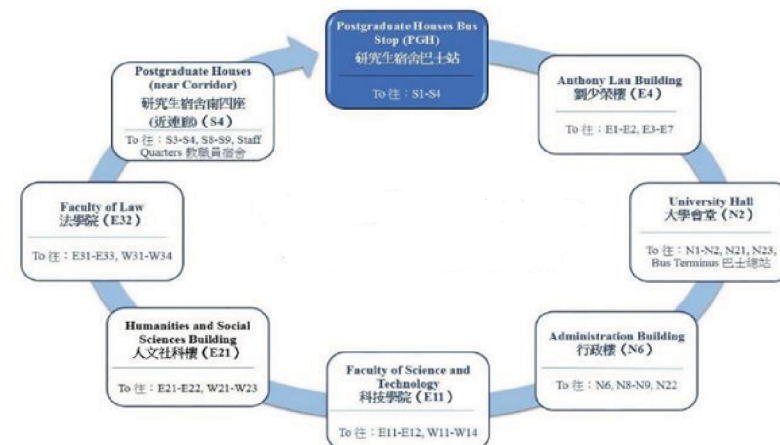 Postgraduate Houses Bus
Stop (PGH)
研究生宿舍巴士站
To 往：S1-S4
Anthony Lau Building
劉少榮樓（E4）
To 往：E1-E2, E3-E7
University Hall
大學會堂（N2）
To 往：N1-N2, N21, N23,
Bus Terminus 巴士總站
Administration Building
行政樓（N6）
To 往：N6, N8-N9, N22
Faculty of Science and
Technology
科技學院（E11）
To 往：E11-E12, W11-W14
Humanities and Social
Sciences Building
人文社科樓（E21）
To 往：E21-E22, W21-W23
Faculty of Law
法學院（E32）
To 往：E31-E33, W31-W34
Postgraduate Houses
(near Corridor)
研究生宿舍南四座
(近連廊)（S4）
To 往：S3-S4, S8-S9, Staff
Quarters 教職員宿舍